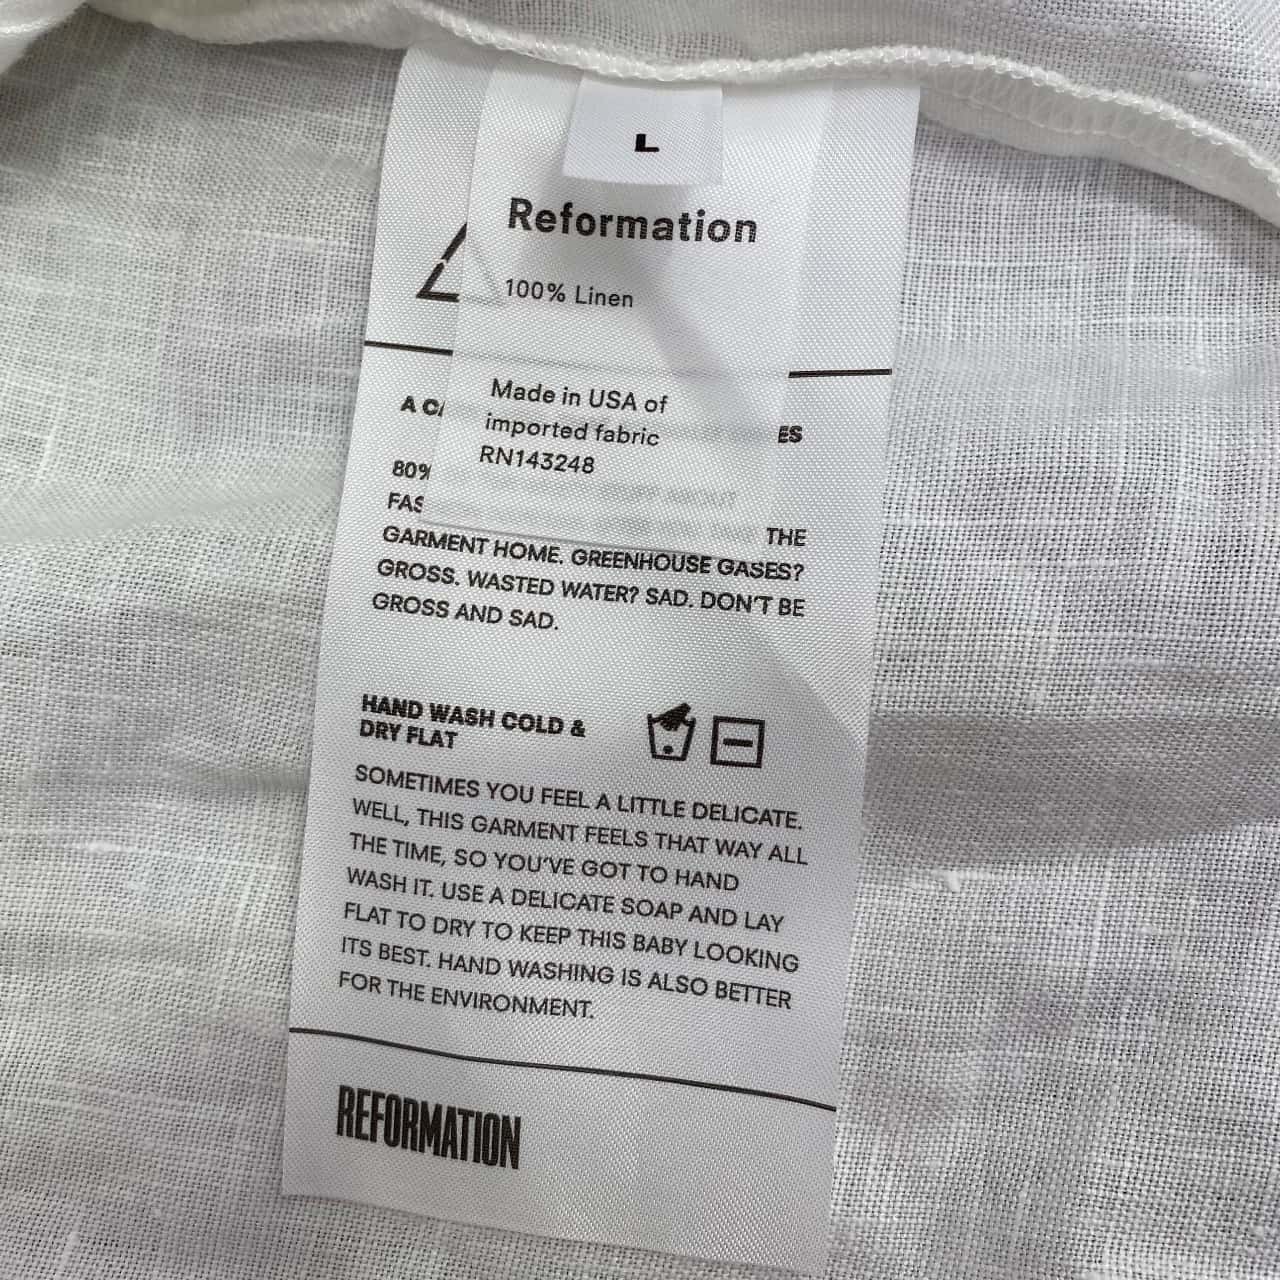 L
Reformation
100% Linen
Made in USA of
imported fabric
RN143248
ES
80%
THE
GARMENT HOME. GREENHOUSE GASES?
GROSS. WASTED WATER? SAD. DON'T BE
GROSS AND SAD.
HAND WASH COLD &
DRY FLAT
SOMETIMES YOU FEEL A LITTLE DELICATE.
WELL, THIS GARMENT FEELS THAT WAY ALL
THE TIME, SO YOU'VE GOT TO HAND
WASH IT. USE A DELICATE SOAP AND LAY
FLAT TO DRY TO KEEP THIS BABY LOOKING
ITS BEST. HAND WASHING IS ALSO BETTER
FOR THE ENVIRONMENT.
REFORMATION